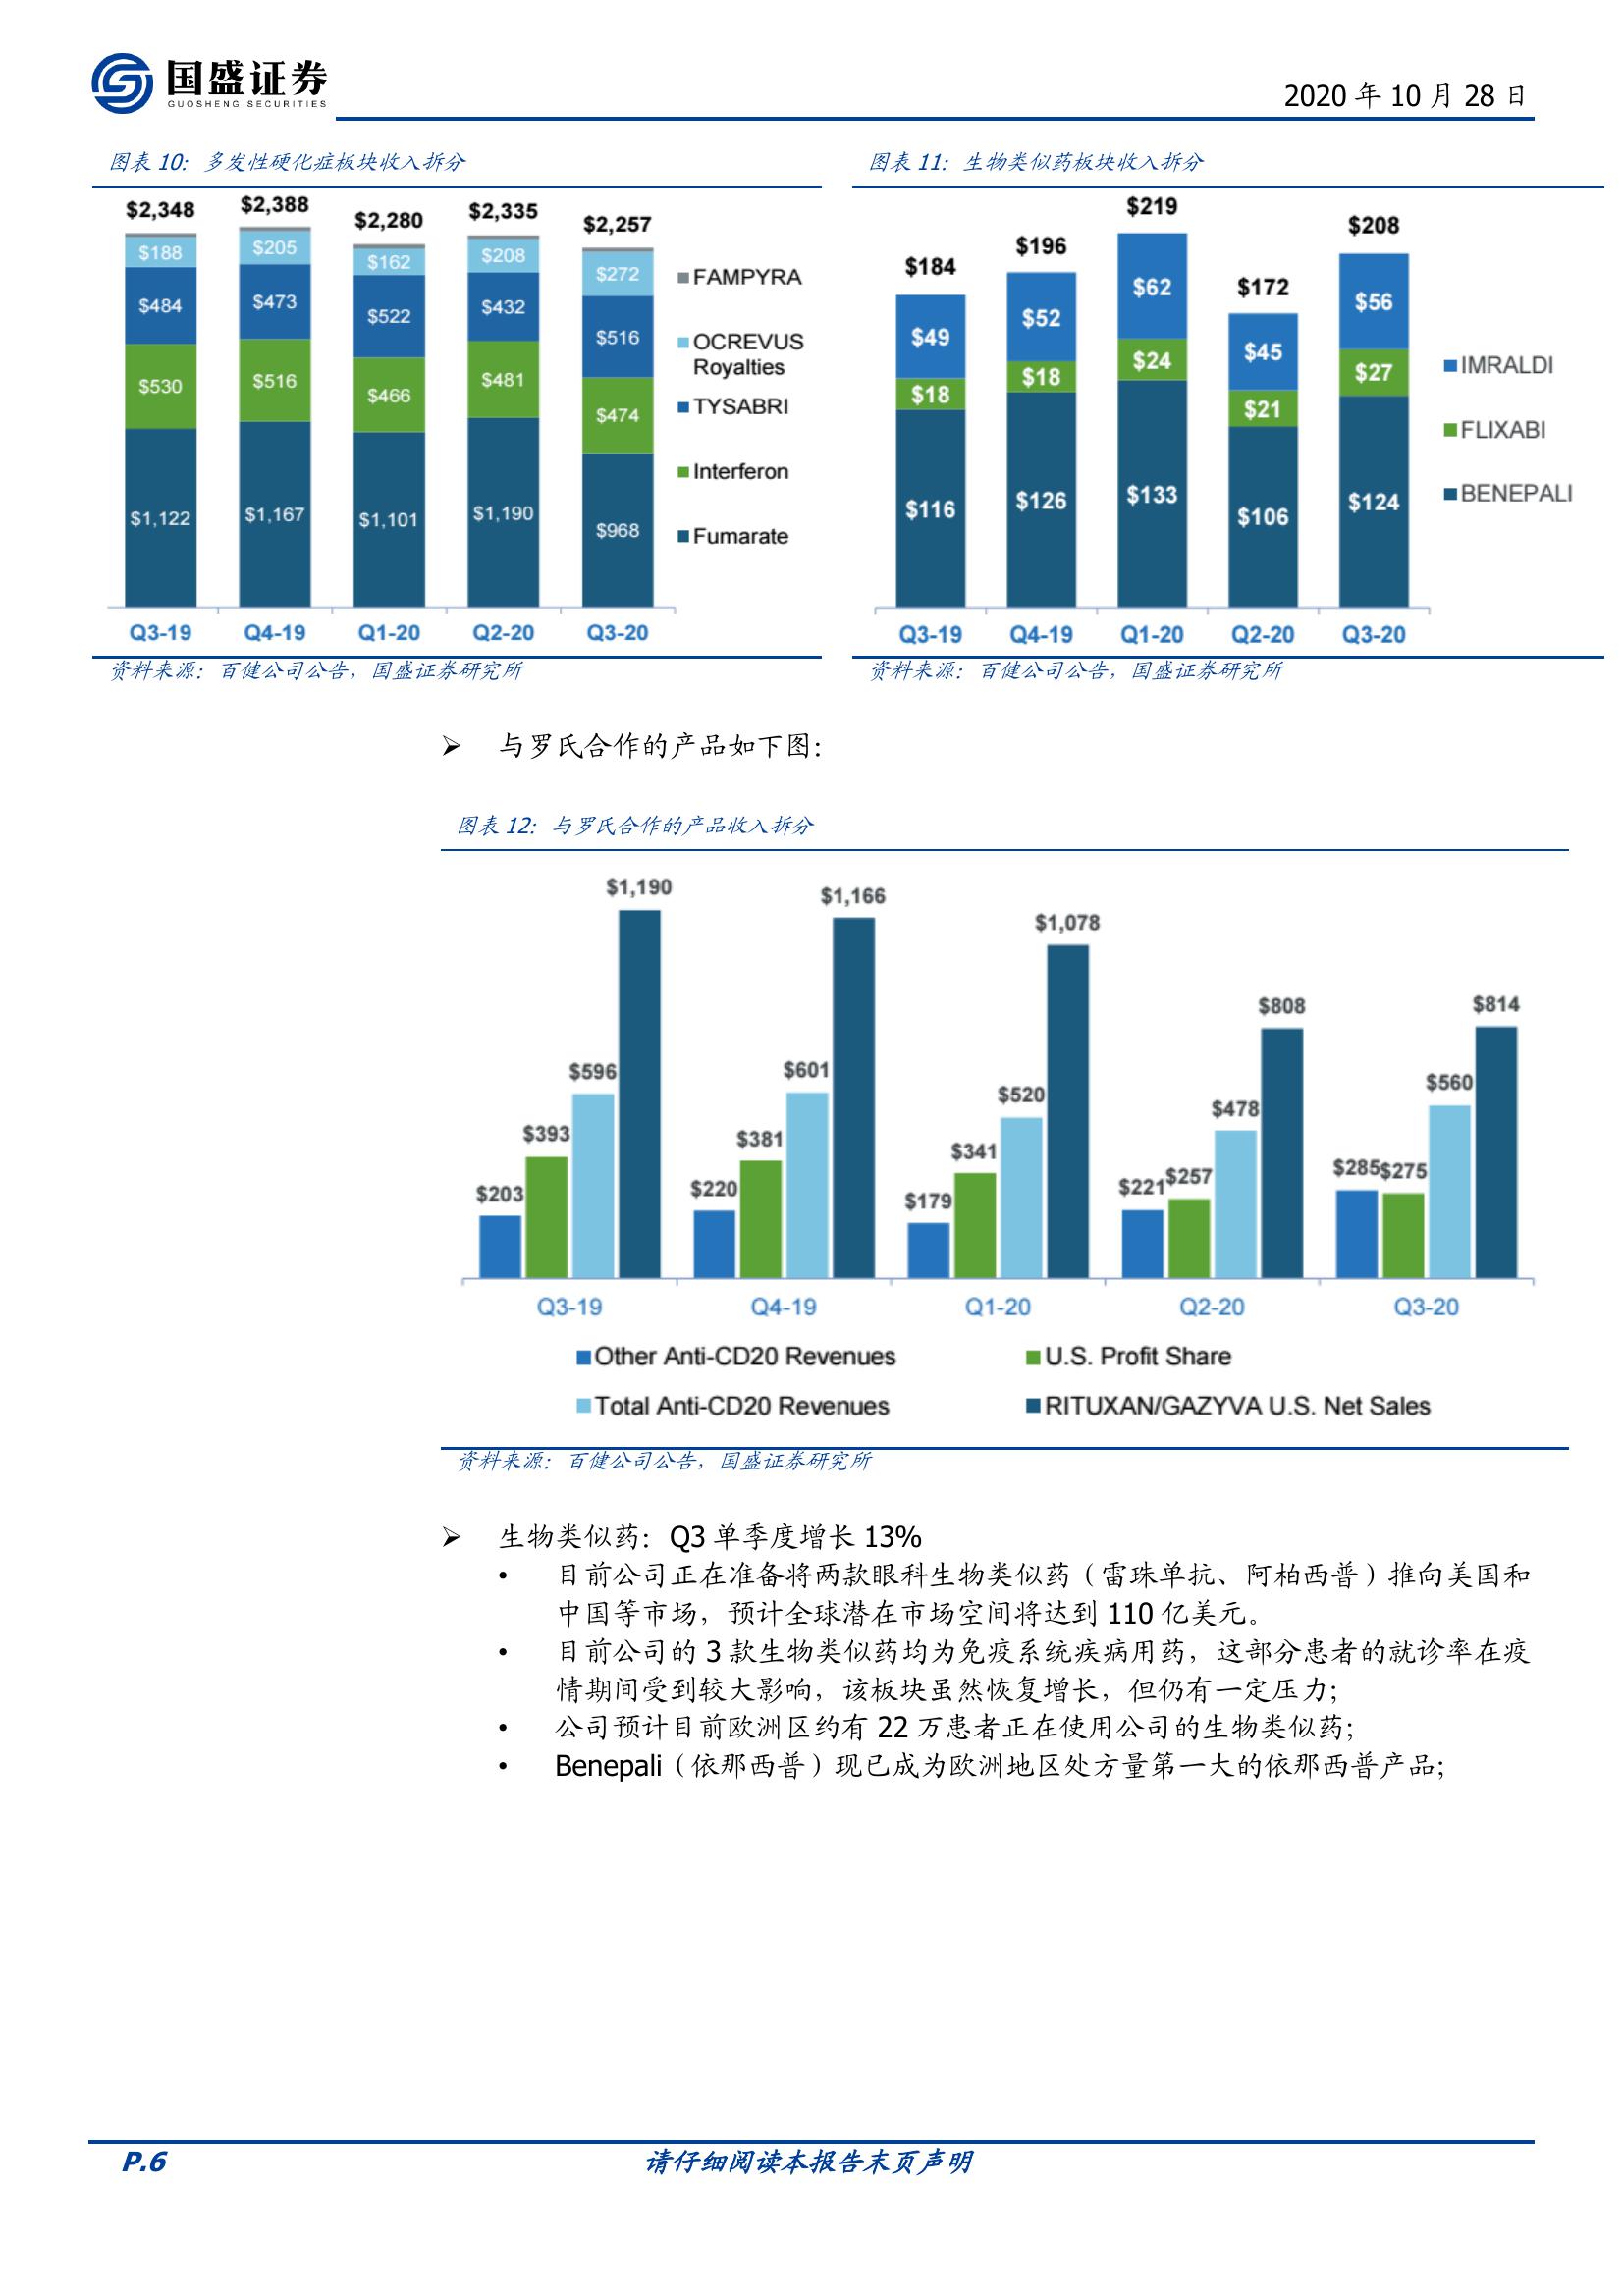 国盛证券
GUOSHENG SECURITIES
2020 年 10 月 28 日
图表 10：多发性硬化症板块收入拆分
$2,348
$2,388
$2,280
$2,335
$2,257
$188
$205
$162
$208
$272
$484
$473
$522
$432
$516
$530
$516
$466
$481
$474
$1,122
$1,167
$1,101
$1,190
$968
FAMPYRA
OCREVUS
Royalties
TYSABRI
Interferon
Fumarate
Q3-19
Q4-19
Q1-20
Q2-20
Q3-20
资料来源：百健公司公告，国盛证券研究所
图表 11：生物类似药板块收入拆分
$184
$196
$219
$172
$208
$49
$52
$62
$45
$56
$18
$18
$24
$21
$27
$116
$126
$133
$106
$124
IMRALDI
FLIXABI
BENEPALI
Q3-19
Q4-19
Q1-20
Q2-20
Q3-20
资料来源：百健公司公告，国盛证券研究所
➢ 与罗氏合作的产品如下图：
图表 12：与罗氏合作的产品收入拆分
$203
$393
$596
$1,190
$220
$381
$601
$1,166
$179
$341
$520
$1,078
$221
$257
$478
$808
$285
$275
$560
$814
Q3-19
Q4-19
Q1-20
Q2-20
Q3-20
Other Anti-CD20 Revenues
U.S. Profit Share
Total Anti-CD20 Revenues
RITUXAN/GAZYVA U.S. Net Sales
资料来源：百健公司公告，国盛证券研究所
➢ 生物类似药：Q3 单季度增长 13%
• 目前公司正在准备将两款眼科生物类似药（雷珠单抗、阿柏西普）推向美国和
中国等市场，预计全球潜在市场空间将达到 110 亿美元。
• 目前公司的 3 款生物类似药均为免疫系统疾病用药，这部分患者的就诊率在疫
情期间受到较大影响，该板块虽然恢复增长，但仍有一定压力；
• 公司预计目前欧洲区约有 22 万患者正在使用公司的生物类似药；
• Benepali（依那西普）现已成为欧洲地区处方量第一大的依那西普产品；
P.6
请仔细阅读本报告末页声明